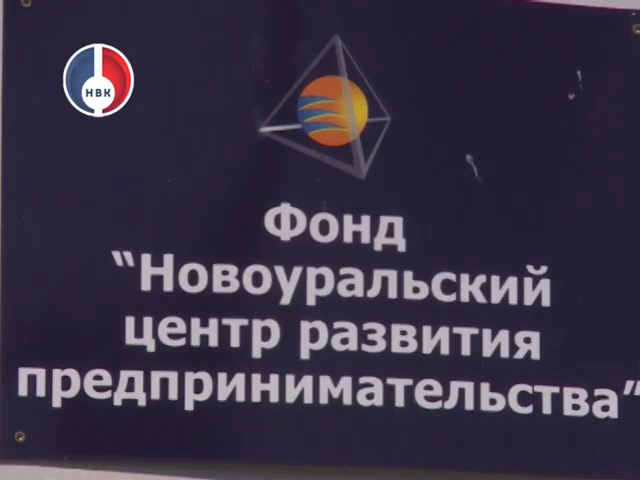 НВК
Фонд
“Новоуральский
центр развития
предпринимательства”